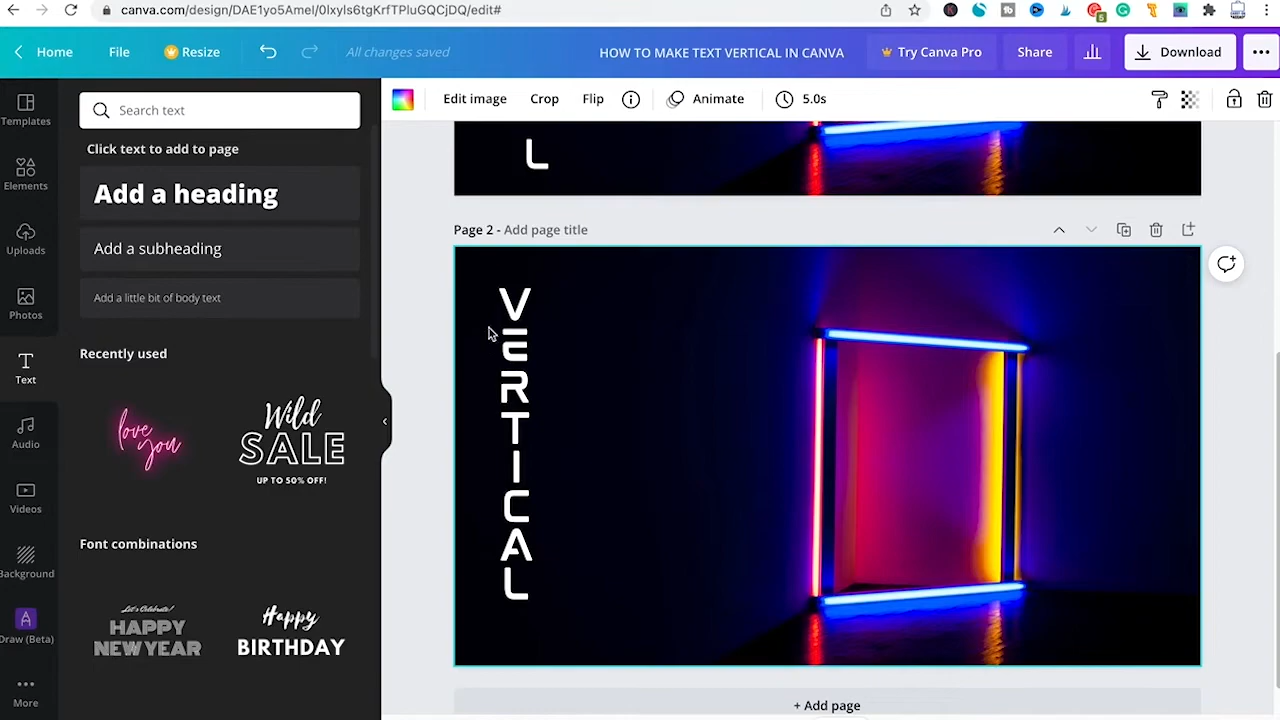 canva.com/design/DAE1yo5AmeI/0lxyls6tgKrfTPluGQCjDQ/edit#
Home
File
Resize
All changes saved
HOW TO MAKE TEXT VERTICAL IN CANVA
Try Canva Pro
Share
Download
Templates
Elements
Uploads
Photos
Text
Audio
Videos
Background
Draw (Beta)
More
Search text
Click text to add to page
Add a heading
Add a subheading
Add a little bit of body text
Recently used
love
you
Wild
SALE
UP TO 50% OFF!
Font combinations
Let's Celebrate!
HAPPY
NEW YEAR
Happy
BIRTHDAY
Edit image
Crop
Flip
Animate
5.0s
L
Page 2 - Add page title
V
E
R
T
I
C
A
L
+ Add page